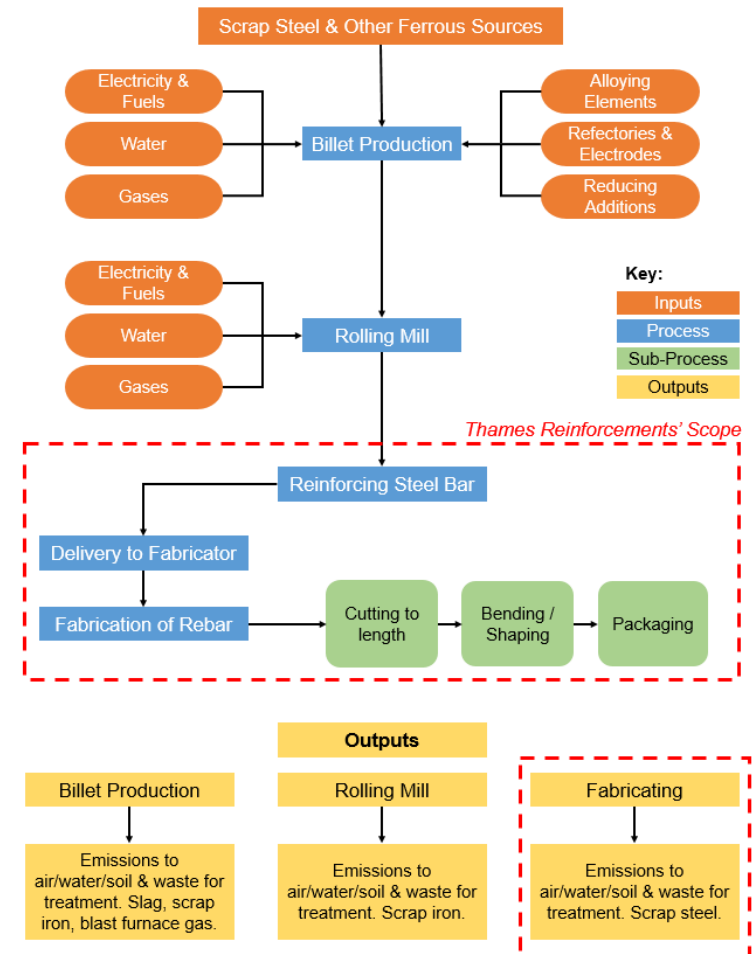 Scrap Steel & Other Ferrous Sources
Electricity &
Fuels
Water
Gases
Billet Production
Alloying
Elements
Refectories &
Electrodes
Reducing
Additions
Electricity &
Fuels
Water
Gases
Rolling Mill
Key:
Inputs
Process
Sub-Process
Outputs
Thames Reinforcements' Scope
Reinforcing Steel Bar
Delivery to Fabricator
Fabrication of Rebar
Cutting to
length
Bending /
Shaping
Packaging
Outputs
Billet Production
Rolling Mill
Fabricating
Emissions to
air/water/soil & waste for
treatment. Slag, scrap
iron, blast furnace gas.
Emissions to
air/water/soil & waste for
treatment. Scrap iron.
Emissions to
air/water/soil & waste for
treatment. Scrap steel.